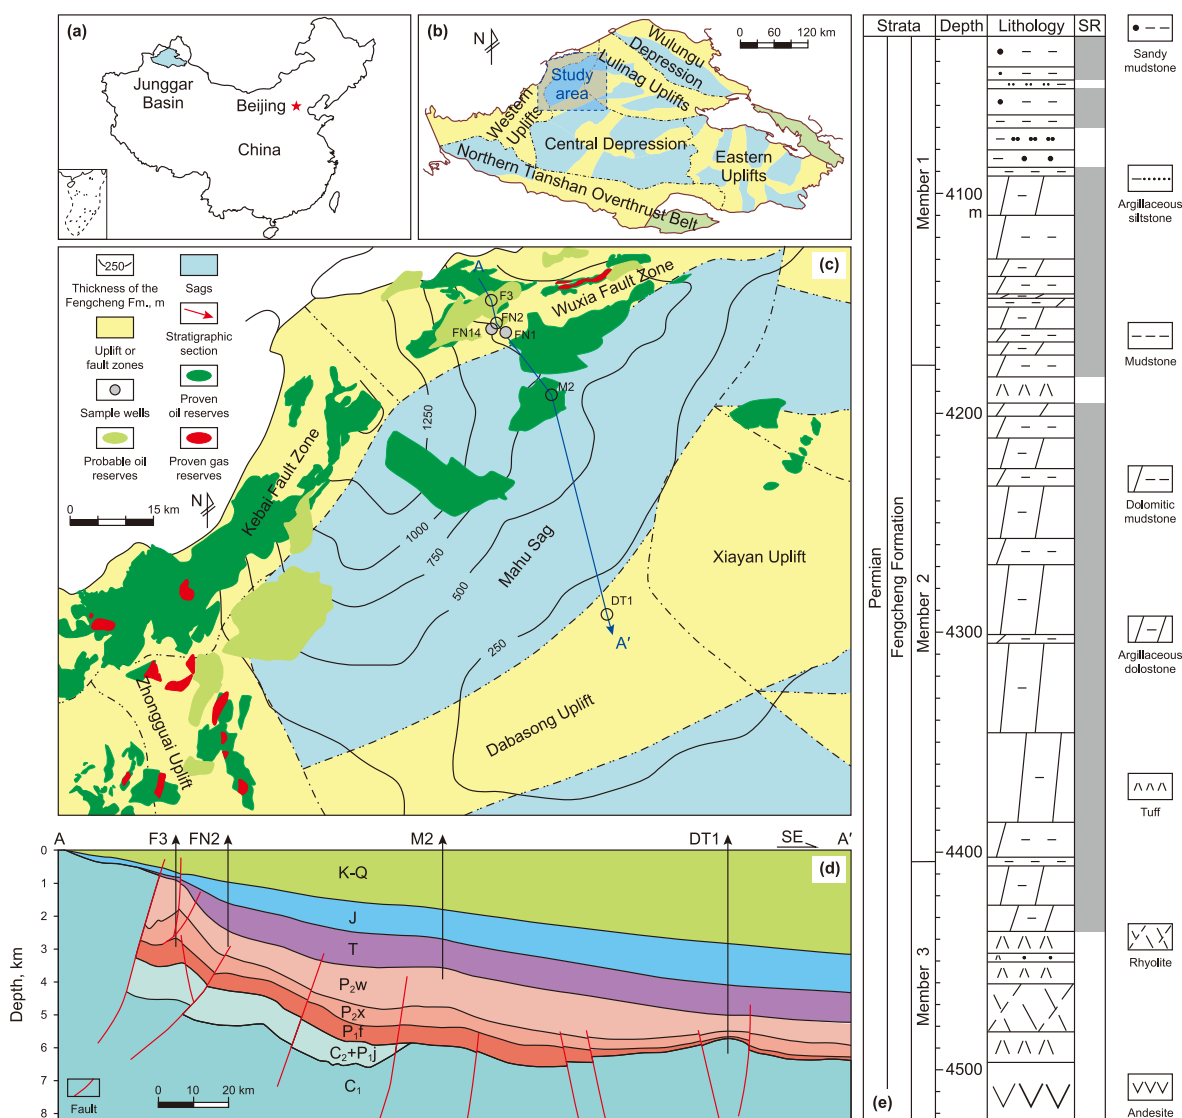 (a)
Junggar
Basin
Beijing
China
(b)
N
0 60 120 km
Wulungu
Depression
Lulinag Uplifts
Study
area
Western
Uplifts
Central Depression
Eastern
Uplifts
Northern Tianshan Overthrust Belt
(c)
250
Thickness of the
Fengcheng Fm., m
Sags
Uplift or
fault zones
Stratigraphic
section
Sample wells
Proven
oil reserves
Probable oil
reserves
Proven gas
reserves
N
0 15 km
A
F3
FN2
FN14
FN1
Wuxia Fault Zone
M2
1250
Kebai Fault Zone
1000
750
500
250
Mahu Sag
Xiayan Uplift
DT1
A′
Dabasong Uplift
Zhongguai Uplift
A
F3
FN2
M2
DT1
SE
A′
(d)
Depth, km
0
1
2
3
4
5
6
7
8
K-Q
J
T
P₂w
P₂x
P₁f
C₂+P₁j
C₁
Fault
0 10 20 km
Strata
Depth
Lithology
SR
Permian
Fengcheng Formation
Member 1
Member 2
Member 3
4100
m
4200
4300
4400
4500
(e)
Sandy
mudstone
Argillaceous
siltstone
Mudstone
Dolomitic
mudstone
Argillaceous
dolostone
Tuff
Rhyolite
Andesite